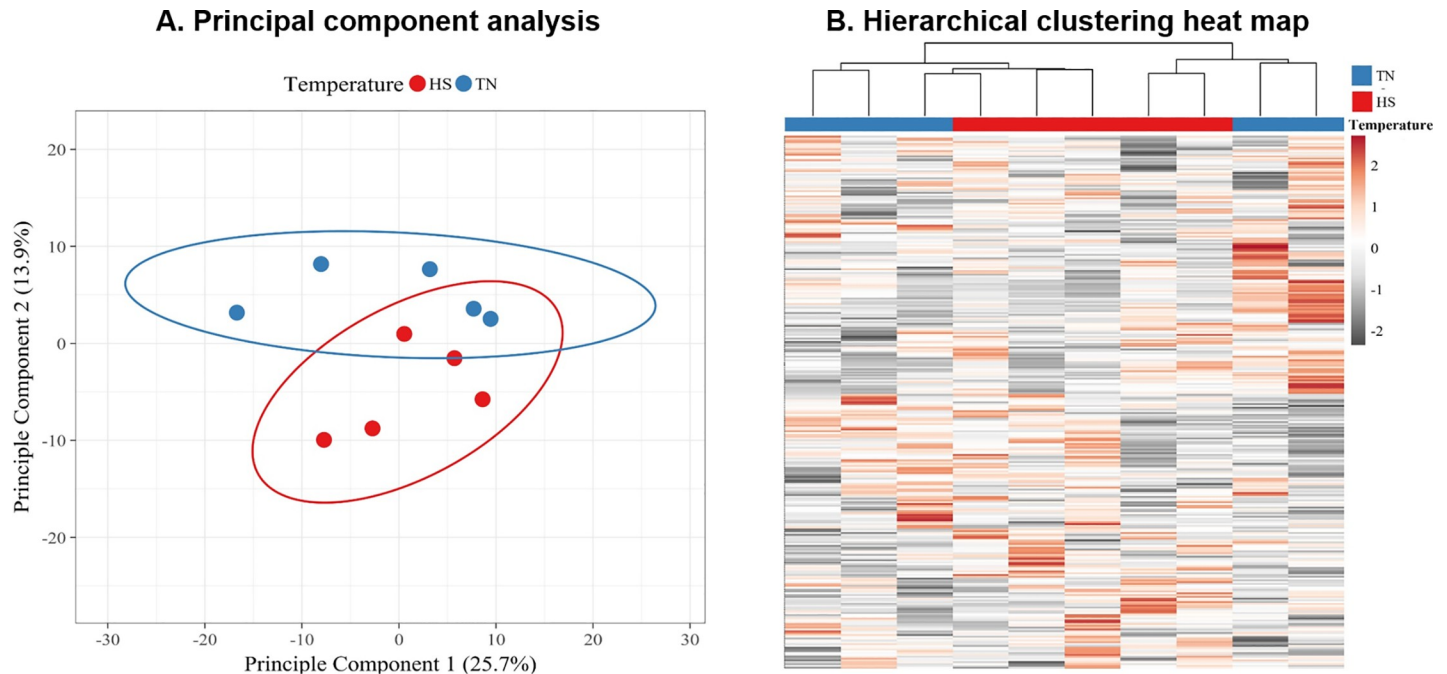 A. Principal component analysis
Temperature HS TN
Principle Component 2 (13.9%)
20
10
0
-10
-20
-30
-20
-10
0
10
20
30
Principle Component 1 (25.7%)
B. Hierarchical clustering heat map
TN
HS
Temperature
2
1
0
-1
-2